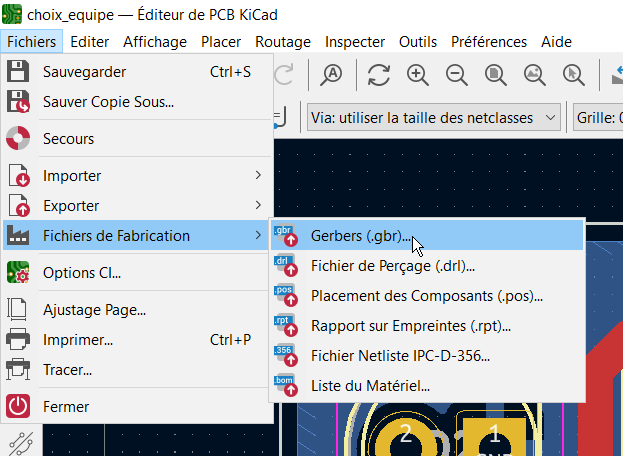 choix_equipe — Éditeur de PCB KiCad
Fichiers Editer Affichage Placer Routage Inspecter Outils Préférences Aide
Sauvegarder Ctrl+S
Sauver Copie Sous...
Secours
Importer
Exporter
Fichiers de Fabrication
Options CI...
Ajustage Page...
Imprimer... Ctrl+P
Tracer...
Fermer
Via: utiliser la taille des netclasses
Grille: 0
.gbr Gerbers (.gbr)...
.drl Fichier de Perçage (.drl)...
.pos Placement des Composants (.pos)...
.rpt Rapport sur Empreintes (.rpt)...
.356 Fichier Netliste IPC-D-356...
.bom Liste du Matériel...
2 1